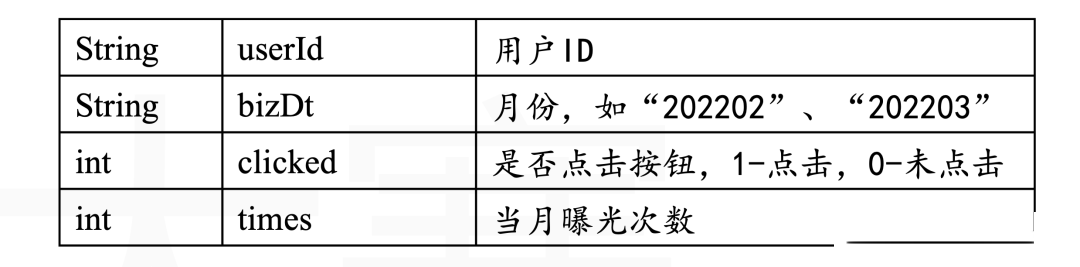 String userId 用户ID
String bizDt 月份，如“202202”、“202203”
int clicked 是否点击按钮，1-点击，0-未点击
int times 当月曝光次数